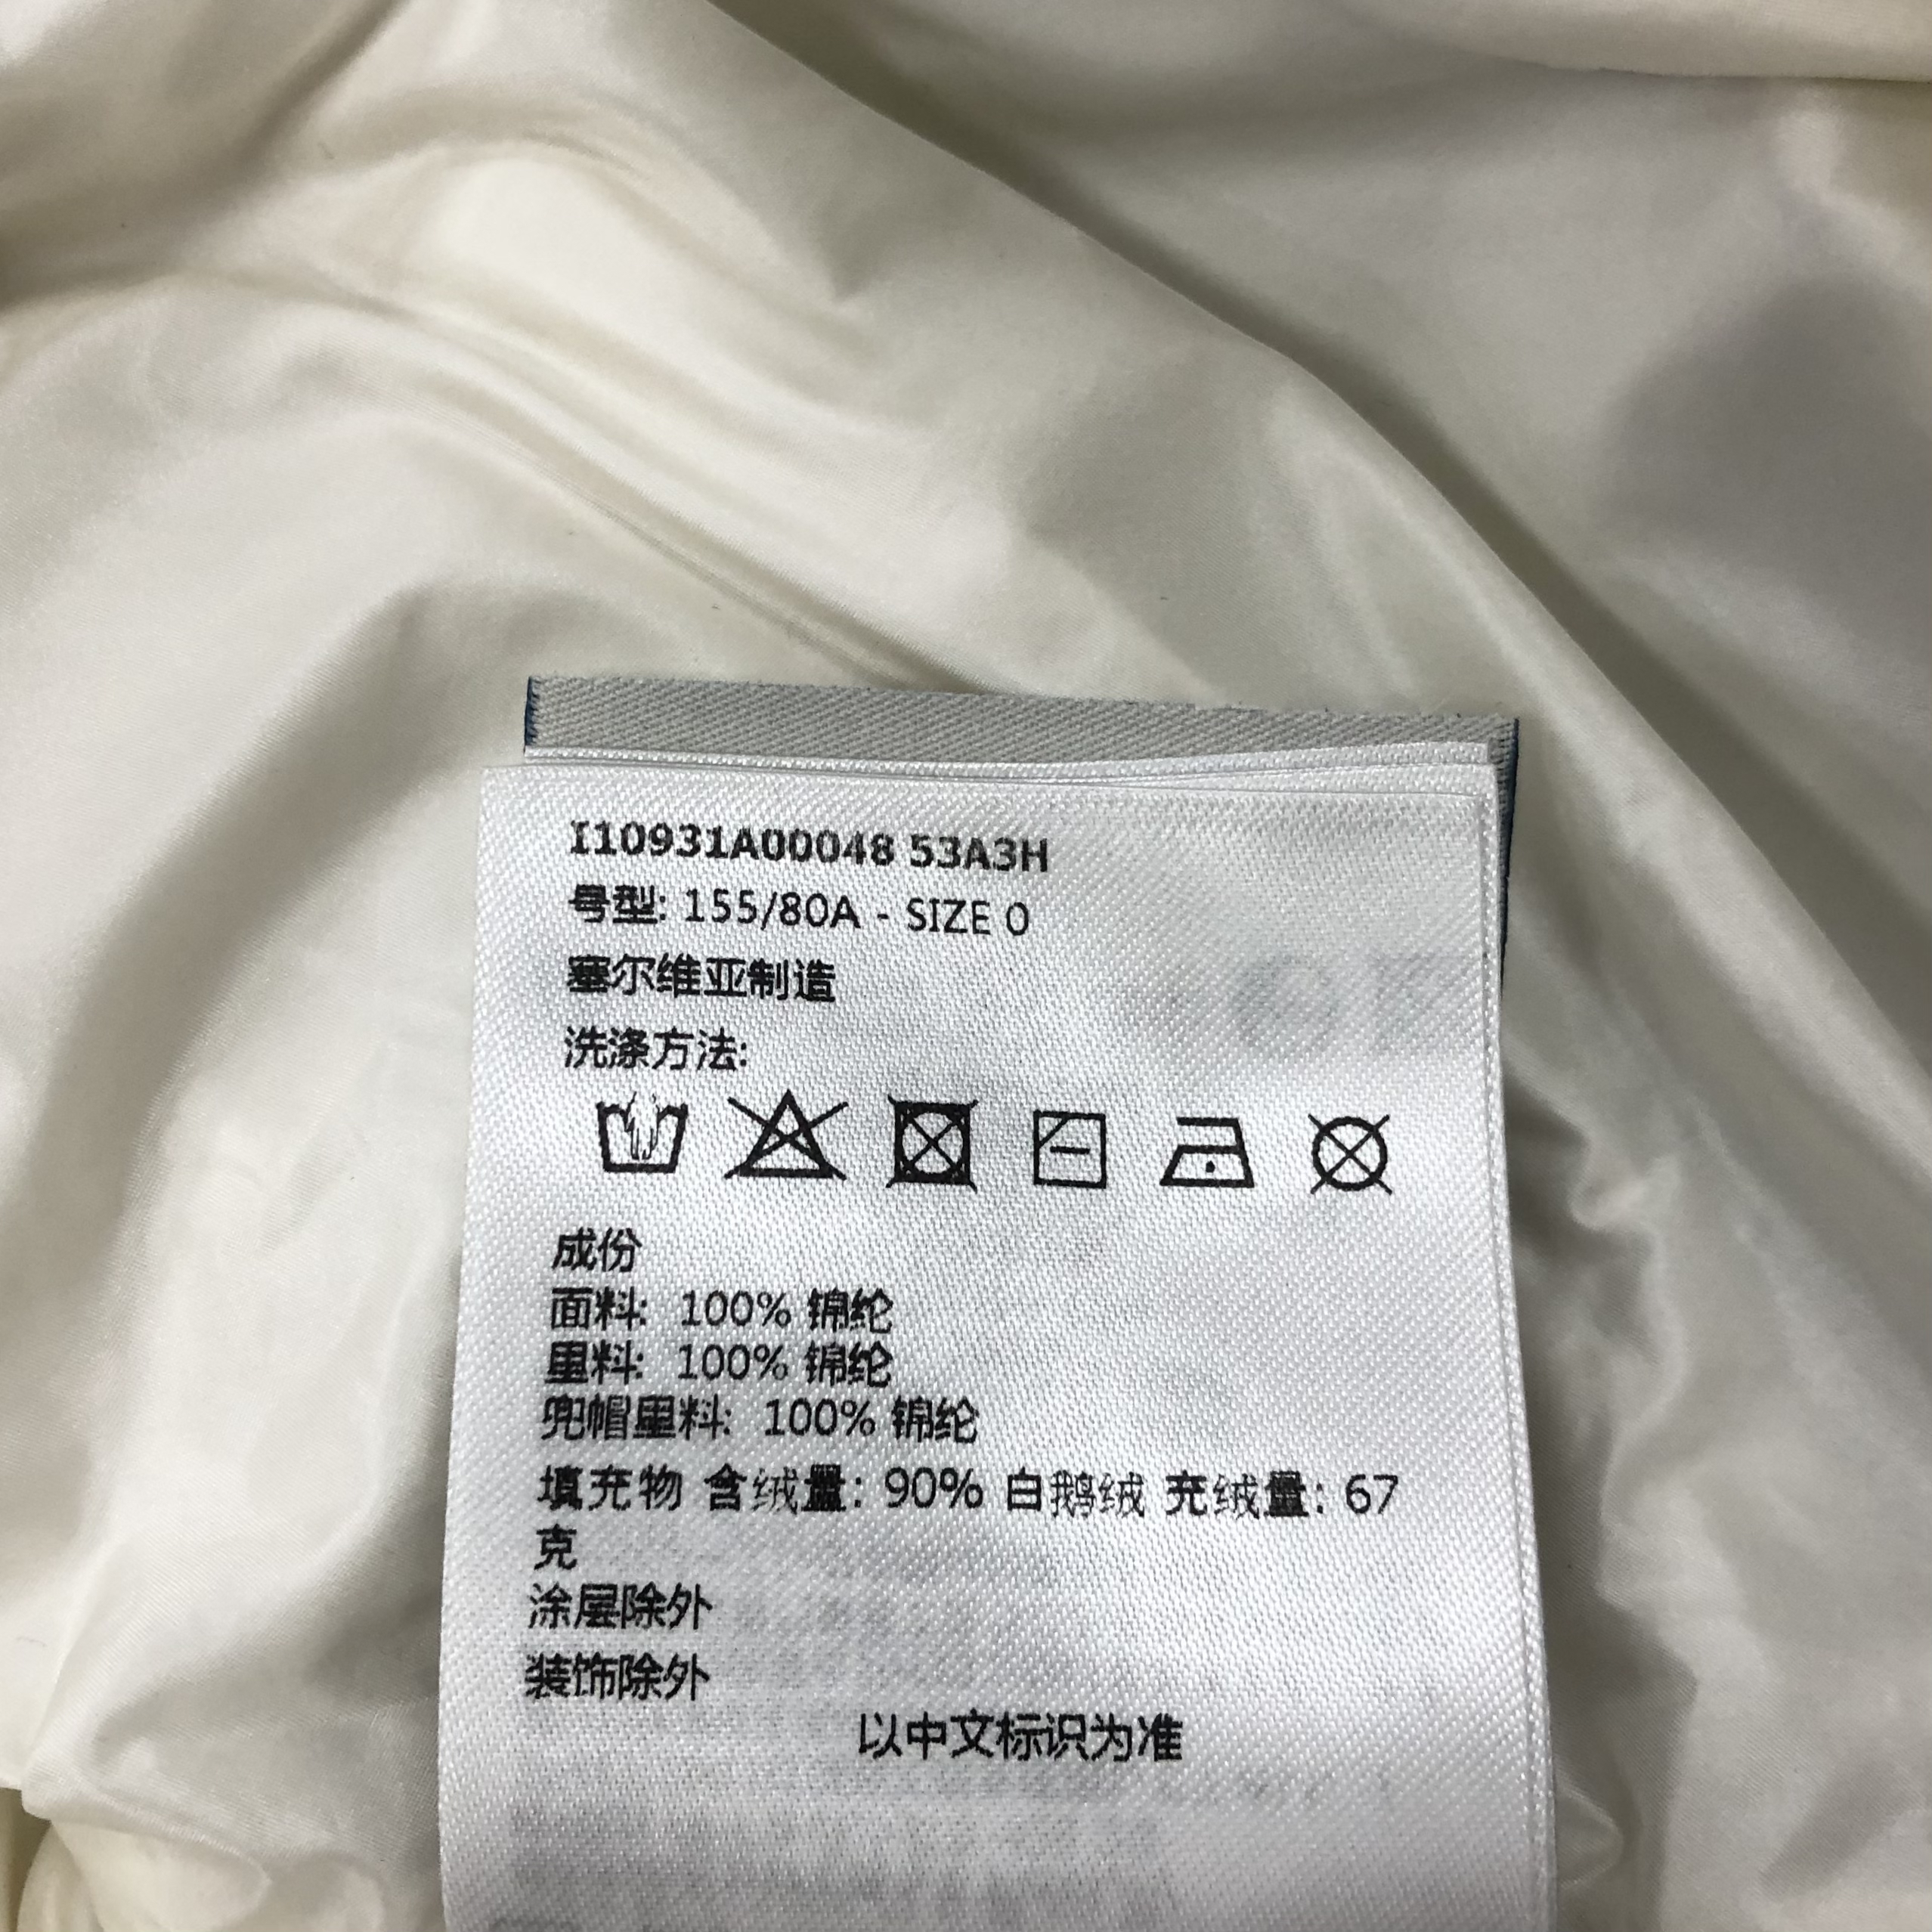 I10931A00048 53A3H
号型: 155/80A - SIZE 0
塞尔维亚制造
洗涤方法:
成份
面料: 100% 锦纶
里料: 100% 锦纶
兜帽里料: 100% 锦纶
填充物 含绒量: 90% 白鹅绒 充绒量: 67
克
涂层除外
装饰除外
以中文标识为准